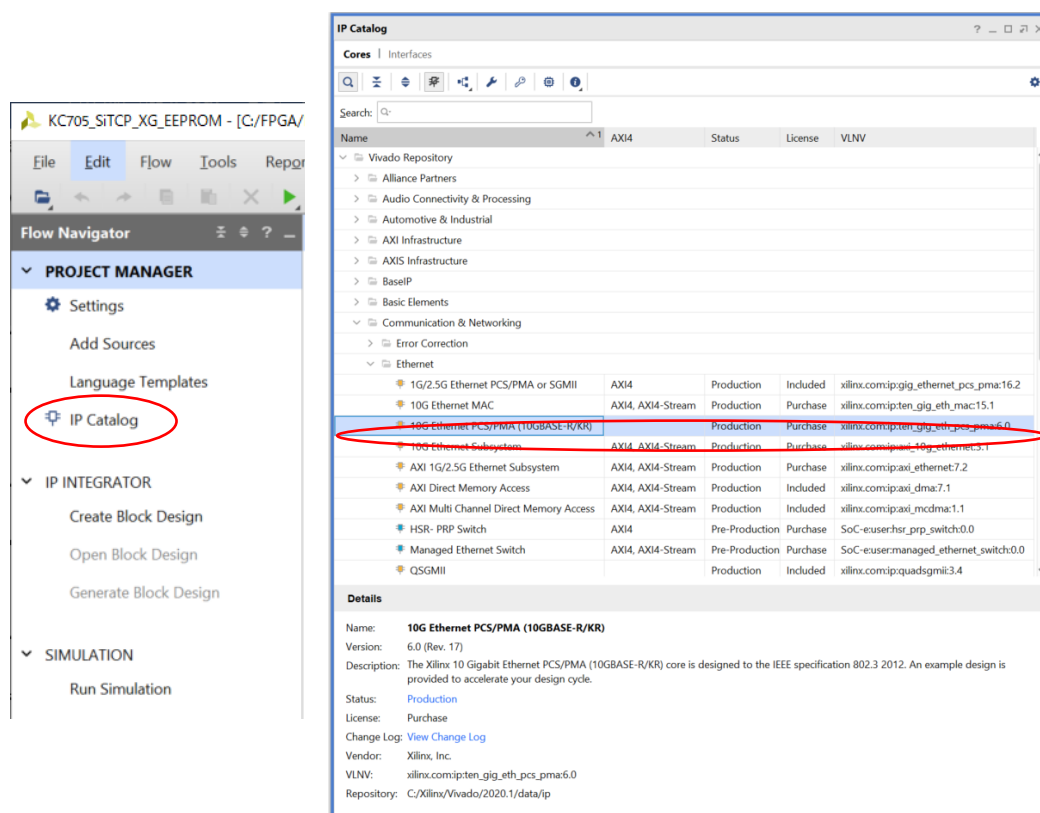 KC705_SiTCP_XG_EEPROM - [C:/FPGA/
File Edit Flow Tools Repor
Flow Navigator ?
PROJECT MANAGER
Settings
Add Sources
Language Templates
IP Catalog
IP INTEGRATOR
Create Block Design
Open Block Design
Generate Block Design
SIMULATION
Run Simulation
IP Catalog ?
Cores | Interfaces
Search:
Name 1 AXI4 Status License VLNV
Vivado Repository
Alliance Partners
Audio Connectivity & Processing
Automotive & Industrial
AXI Infrastructure
AXIS Infrastructure
BaseIP
Basic Elements
Communication & Networking
Error Correction
Ethernet
1G/2.5G Ethernet PCS/PMA or SGMII AXI4 Production Included xilinx.com:ip:gig_ethernet_pcs_pma:16.2
10G Ethernet MAC AXI4, AXI4-Stream Production Purchase xilinx.com:ip:ten_gig_eth_mac:15.1
10G Ethernet PCS/PMA (10GBASE-R/KR) Production Purchase xilinx.com:ip:ten_gig_eth_pcs_pma:6.0
10G Ethernet Subsystem AXI4, AXI4-Stream Production Purchase xilinx.com:ip:axi_10g_ethernet:3.1
AXI 1G/2.5G Ethernet Subsystem AXI4, AXI4-Stream Production Purchase xilinx.com:ip:axi_ethernet:7.2
AXI Direct Memory Access AXI4, AXI4-Stream Production Included xilinx.com:ip:axi_dma:7.1
AXI Multi Channel Direct Memory Access AXI4, AXI4-Stream Production Included xilinx.com:ip:axi_mcdma:1.1
HSR- PRP Switch AXI4 Pre-Production Purchase SoC-e:user:hsr_prp_switch:0.0
Managed Ethernet Switch AXI4, AXI4-Stream Pre-Production Purchase SoC-e:user:managed_ethernet_switch:0.0
QSGMII Production Included xilinx.com:ip:quadsgmii:3.4
Details
Name: 10G Ethernet PCS/PMA (10GBASE-R/KR)
Version: 6.0 (Rev. 17)
Description: The Xilinx 10 Gigabit Ethernet PCS/PMA (10GBASE-R/KR) core is designed to the IEEE specification 802.3 2012. An example design is
provided to accelerate your design cycle.
Status: Production
License: Purchase
Change Log: View Change Log
Vendor: Xilinx, Inc.
VLNV: xilinx.com:ip:ten_gig_eth_pcs_pma:6.0
Repository: C:/Xilinx/Vivado/2020.1/data/ip